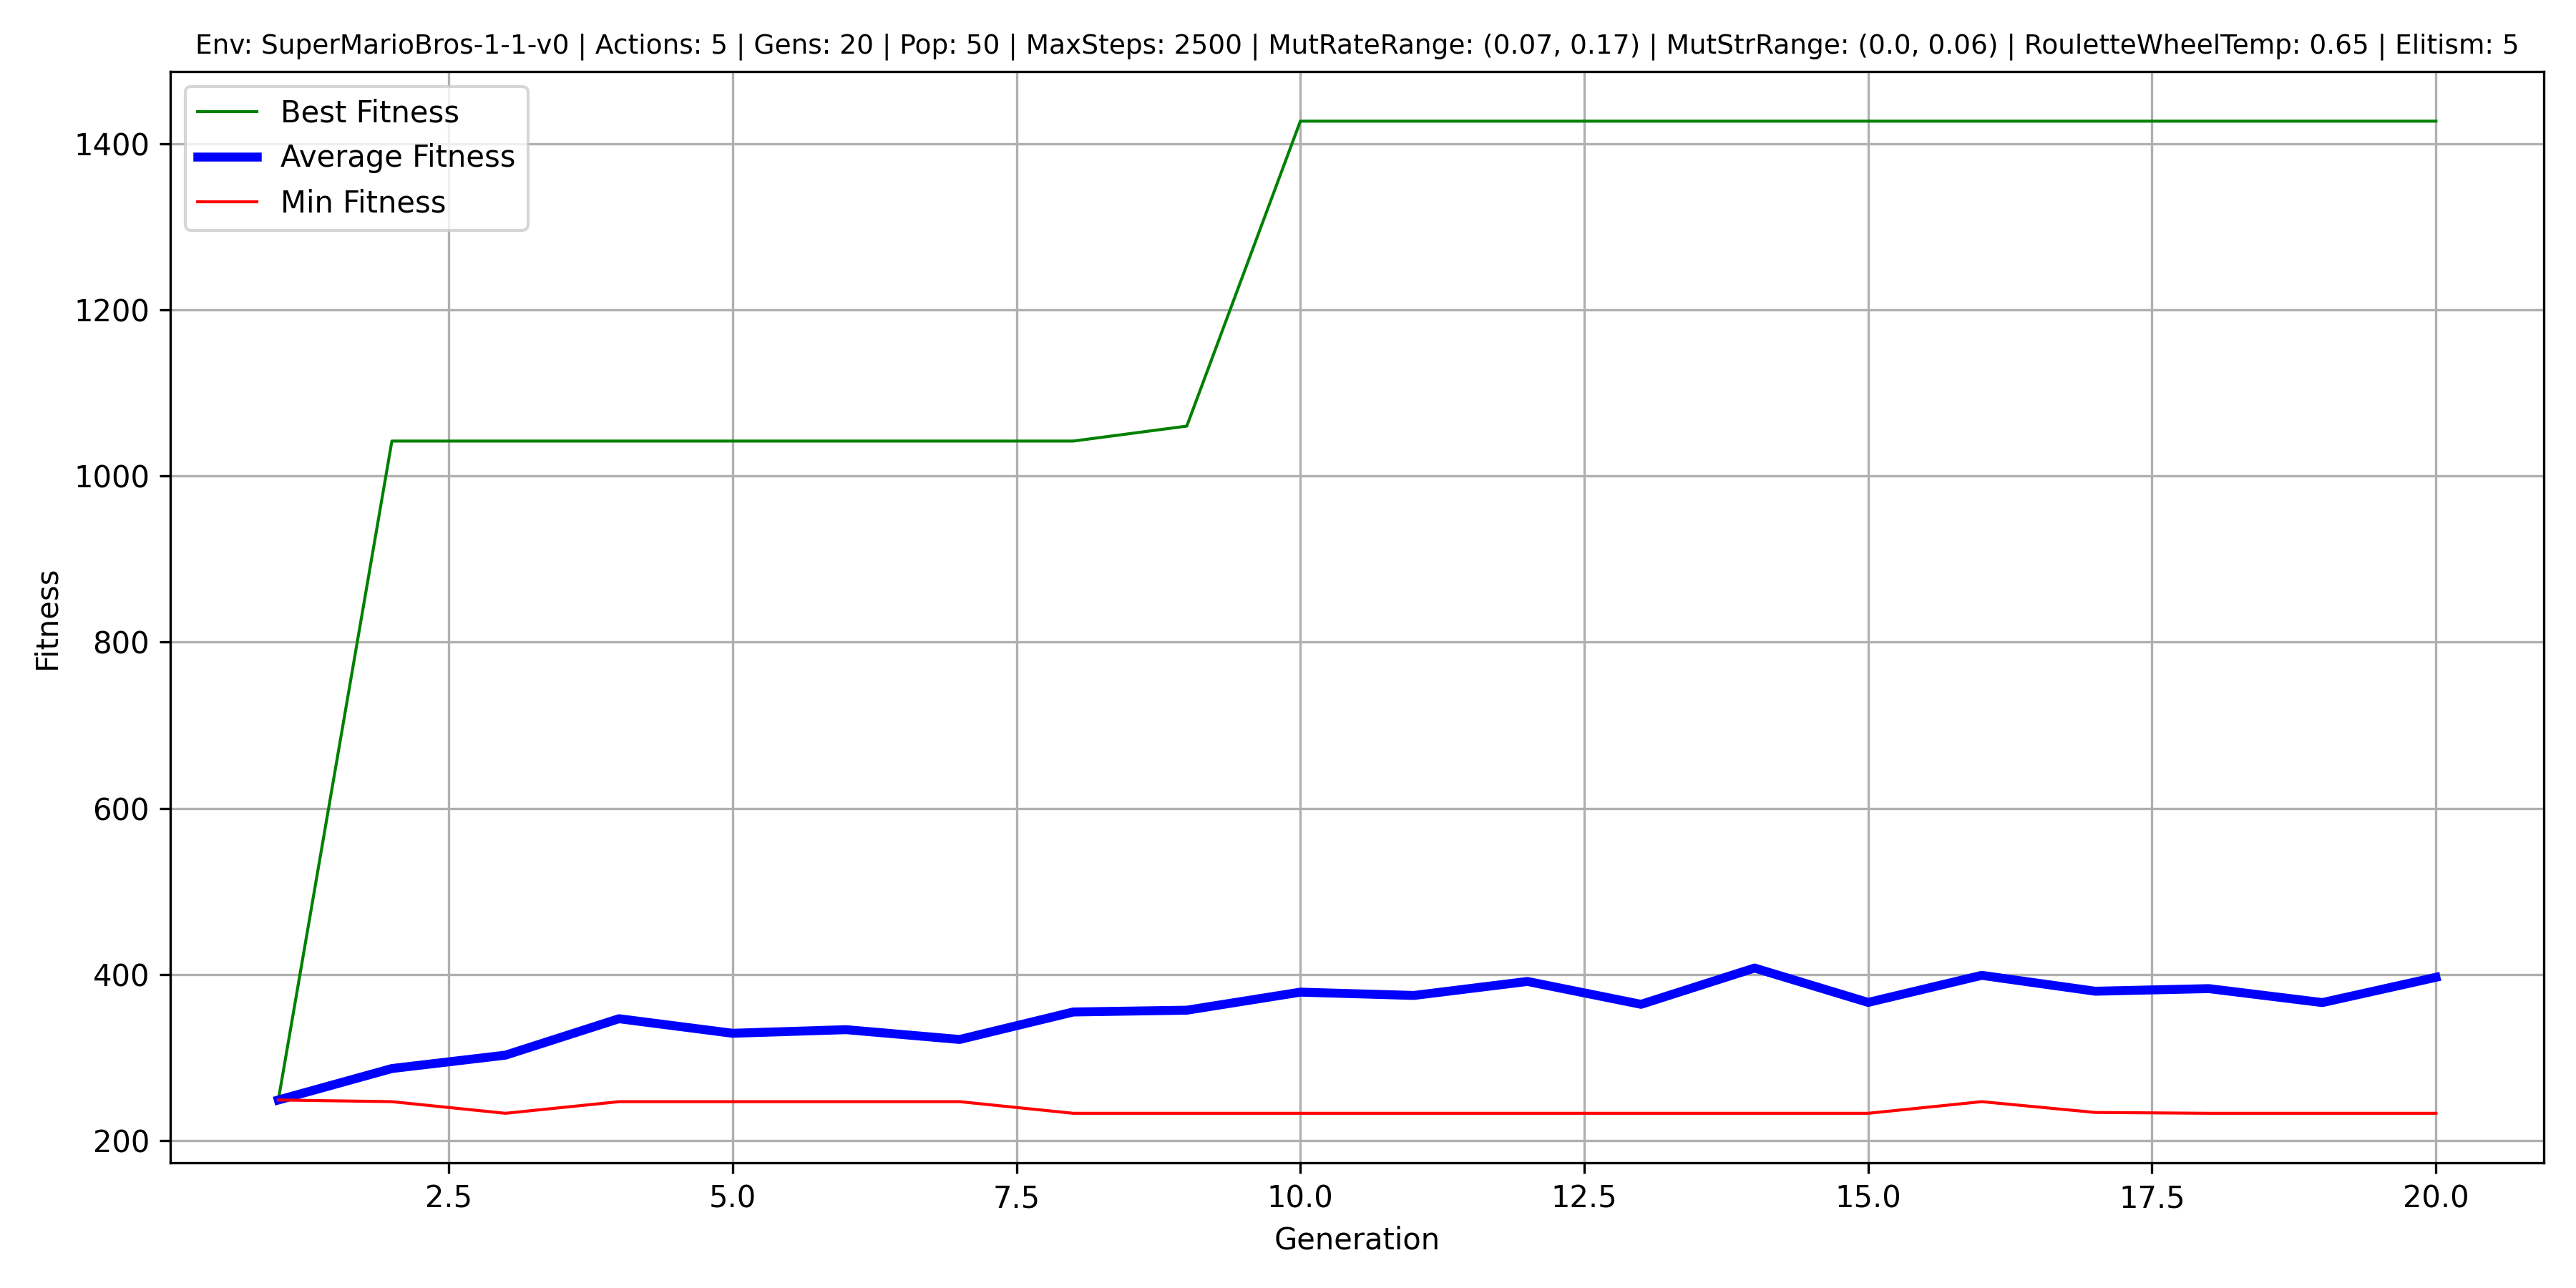 Env: SuperMarioBros-1-1-v0 | Actions: 5 | Gens: 20 | Pop: 50 | MaxSteps: 2500 | MutRateRange: (0.07, 0.17) | MutStrRange: (0.0, 0.06) | RouletteWheelTemp: 0.65 | Elitism: 5
Best Fitness
Average Fitness
Min Fitness
1400
1200
1000
800
600
400
200
Fitness
2.5 5.0 7.5 10.0 12.5 15.0 17.5 20.0
Generation